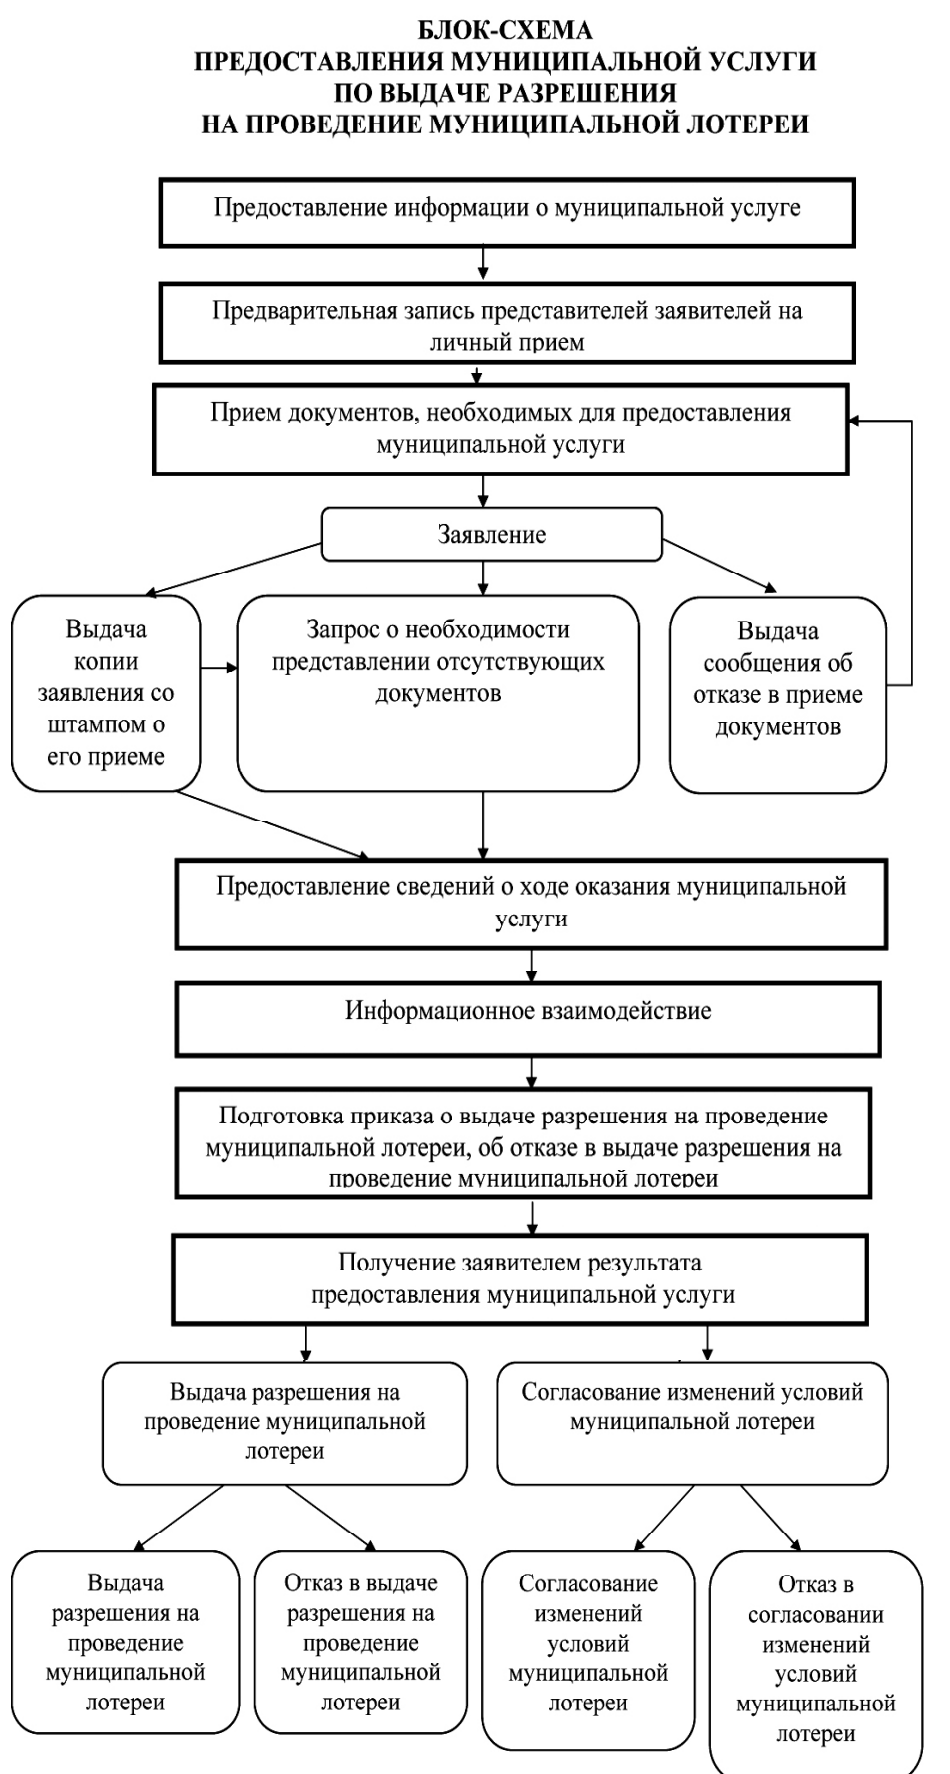 БЛОК-СХЕМА
ПРЕДОСТАВЛЕНИЯ МУНИЦИПАЛЬНОЙ УСЛУГИ
ПО ВЫДАЧЕ РАЗРЕШЕНИЯ
НА ПРОВЕДЕНИЕ МУНИЦИПАЛЬНОЙ ЛОТЕРЕИ
Предоставление информации о муниципальной услуге
Предварительная запись представителей заявителей на
личный прием
Прием документов, необходимых для предоставления
муниципальной услуги
Заявление
Выдача
копии
заявления со
штампом о
его приеме
Запрос о необходимости
представлении отсутствующих
документов
Выдача
сообщения об
отказе в приеме
документов
Предоставление сведений о ходе оказания муниципальной
услуги
Информационное взаимодействие
Подготовка приказа о выдаче разрешения на проведение
муниципальной лотереи, об отказе в выдаче разрешения на
проведение муниципальной лотереи
Получение заявителем результата
предоставления муниципальной услуги
Выдача разрешения на
проведение муниципальной
лотереи
Согласование изменений условий
муниципальной лотереи
Выдача
разрешения на
проведение
муниципальной
лотереи
Отказ в выдаче
разрешения на
проведение
муниципальной
лотереи
Согласование
изменений
условий
муниципальной
лотереи
Отказ в
согласовании
изменений
условий
муниципальной
лотереи